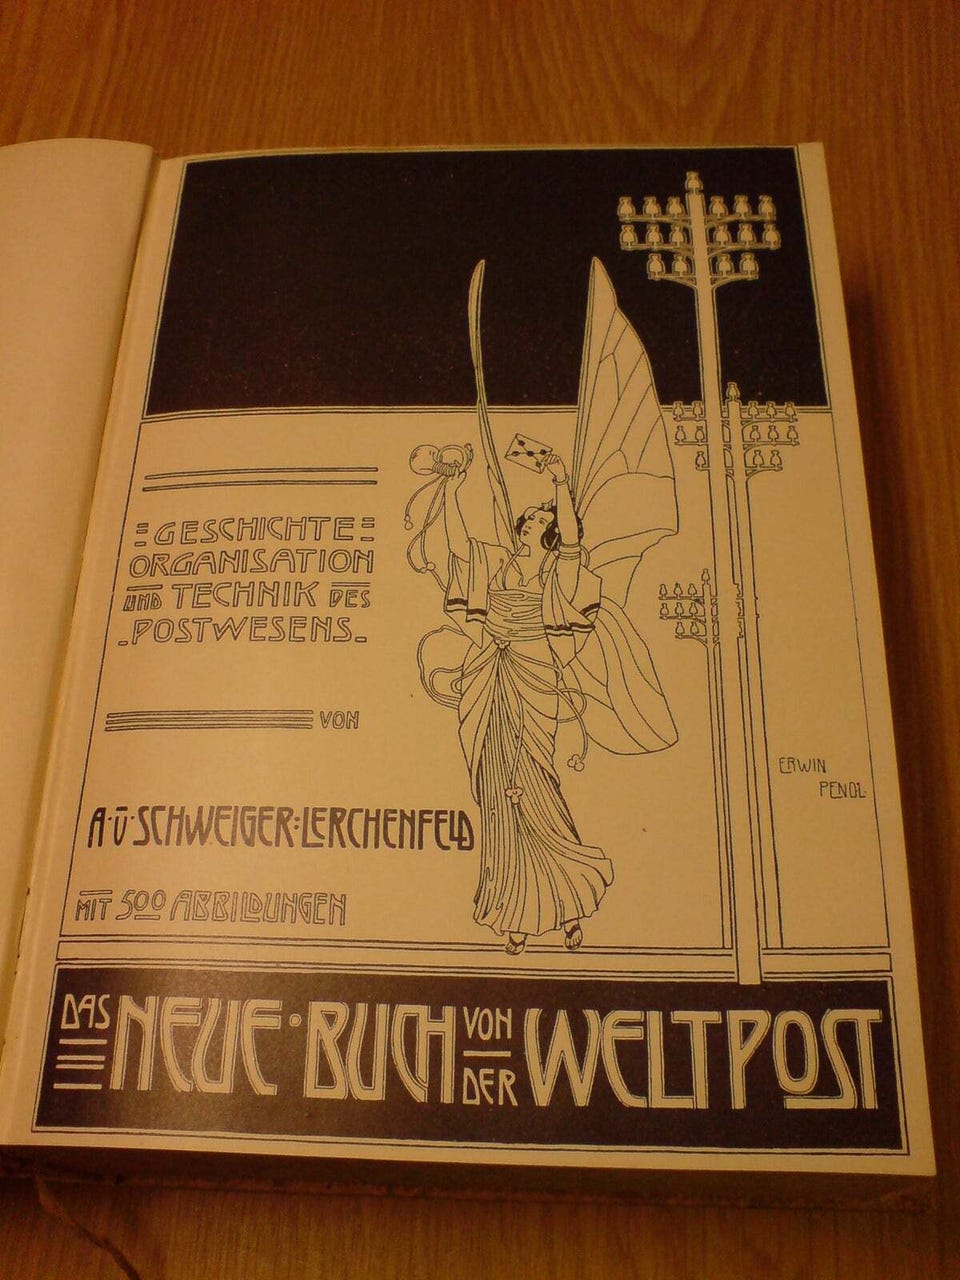 GESCHICHTE
ORGANISATION
UND TECHNIK DES
POSTWESENS
VON
A·V·SCHWEIGER:LERCHENFELD
MIT 500 ABBILDUNGEN
ERWIN
PENDL
DAS NEUE·BUCH VON DER WELTPOST